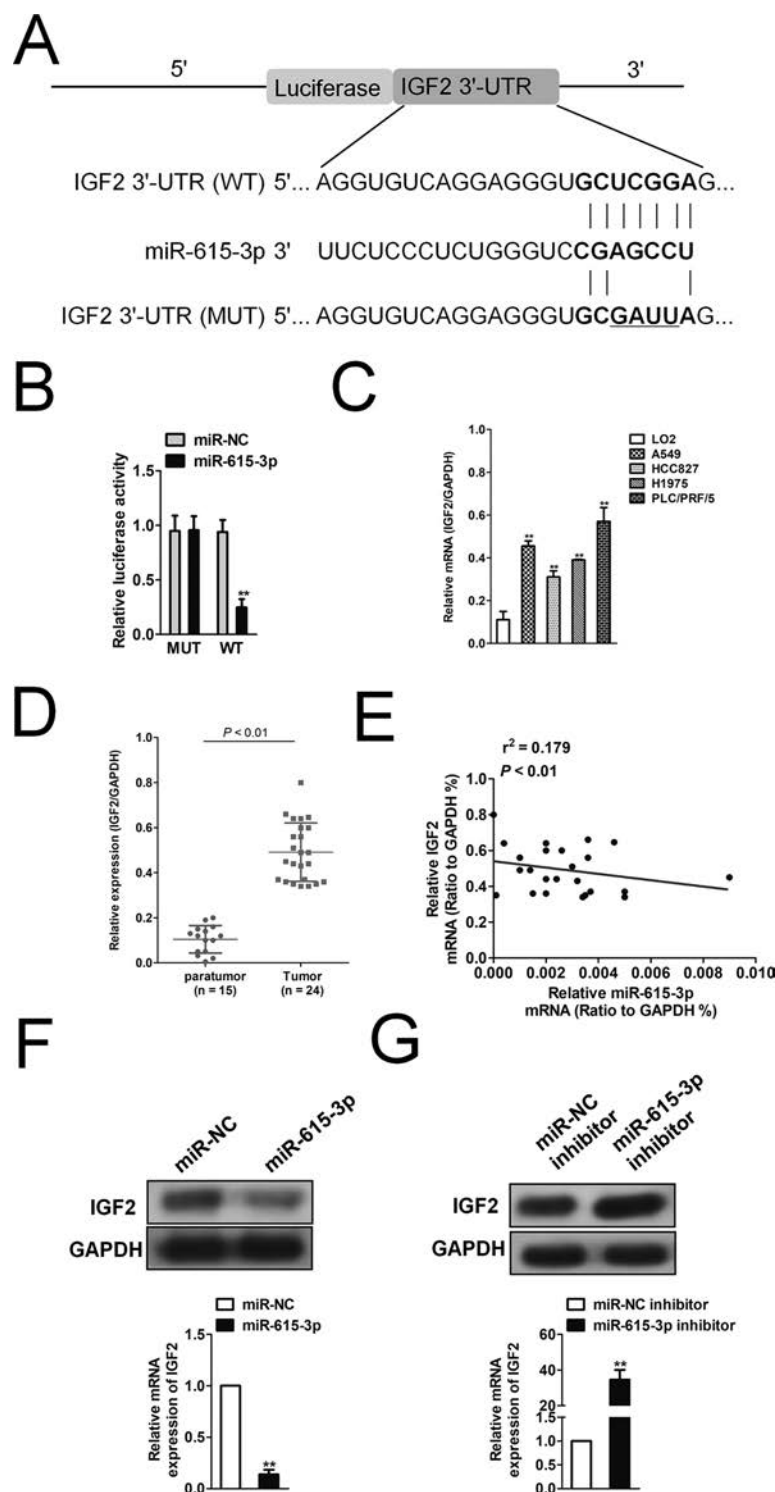 A
5' 3'
Luciferase IGF2 3'-UTR
IGF2 3'-UTR (WT) 5'... AGGUGUCAGGAGGGUGCUCGGAG...
miR-615-3p 3' UUCUCCCUCUGGGUCCGAGCCU
IGF2 3'-UTR (MUT) 5'... AGGUGUCAGGAGGGUGCGAUUAG...
B
miR-NC
miR-615-3p
Relative luciferase activity
1.5
1.0
0.5
0.0
**
MUT WT
C
Relative mRNA (IGF2/GAPDH)
1.0
0.8
0.6
0.4
0.2
0.0
** ** ** **
LO2
A549
HCC827
H1975
PLC/PRF/5
D
P < 0.01
Relative expression (IGF2/GAPDH)
1.0
0.8
0.6
0.4
0.2
0.0
paratumor Tumor
(n = 15) (n = 24)
E
r² = 0.179
P < 0.01
Relative IGF2
mRNA (Ratio to GAPDH %)
1.0
0.8
0.6
0.4
0.2
0.0
0.000 0.002 0.004 0.006 0.008 0.010
Relative miR-615-3p
mRNA (Ratio to GAPDH %)
F
miR-NC miR-615-3p
IGF2
GAPDH
miR-NC
miR-615-3p
Relative mRNA
expression of IGF2
1.5
1.0
0.5
0.0
**
G
miR-NC
inhibitor
miR-615-3p
inhibitor
IGF2
GAPDH
miR-NC inhibitor
miR-615-3p inhibitor
Relative mRNA
expression of IGF2
60
40
20
1.5
1.0
0.5
0.0
**